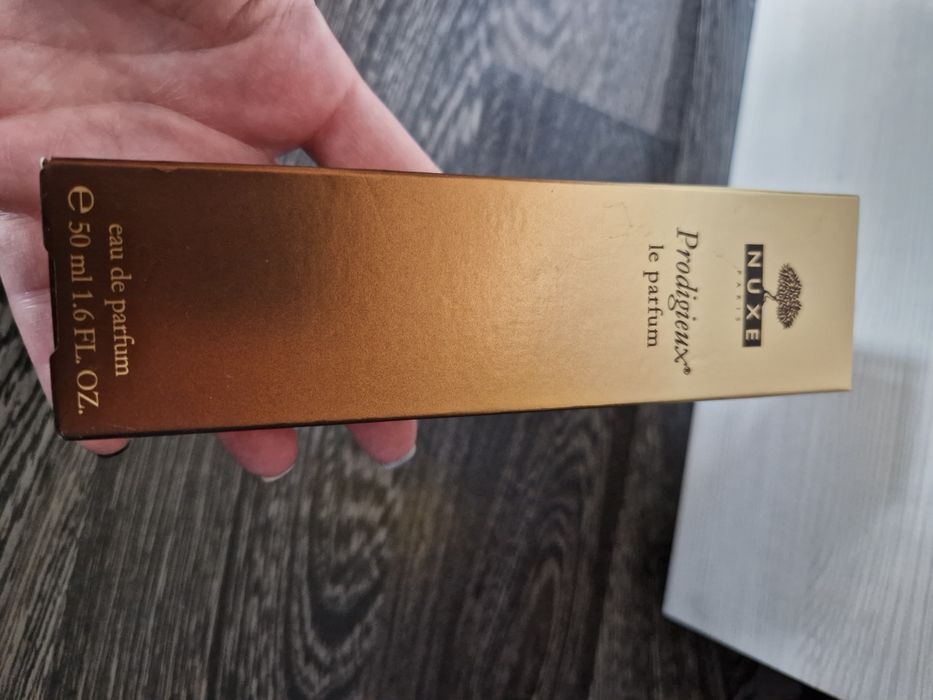 NUXE
PARIS
Prodigieux®
le parfum
eau de parfum
e 50 ml 1.6 FL. OZ.